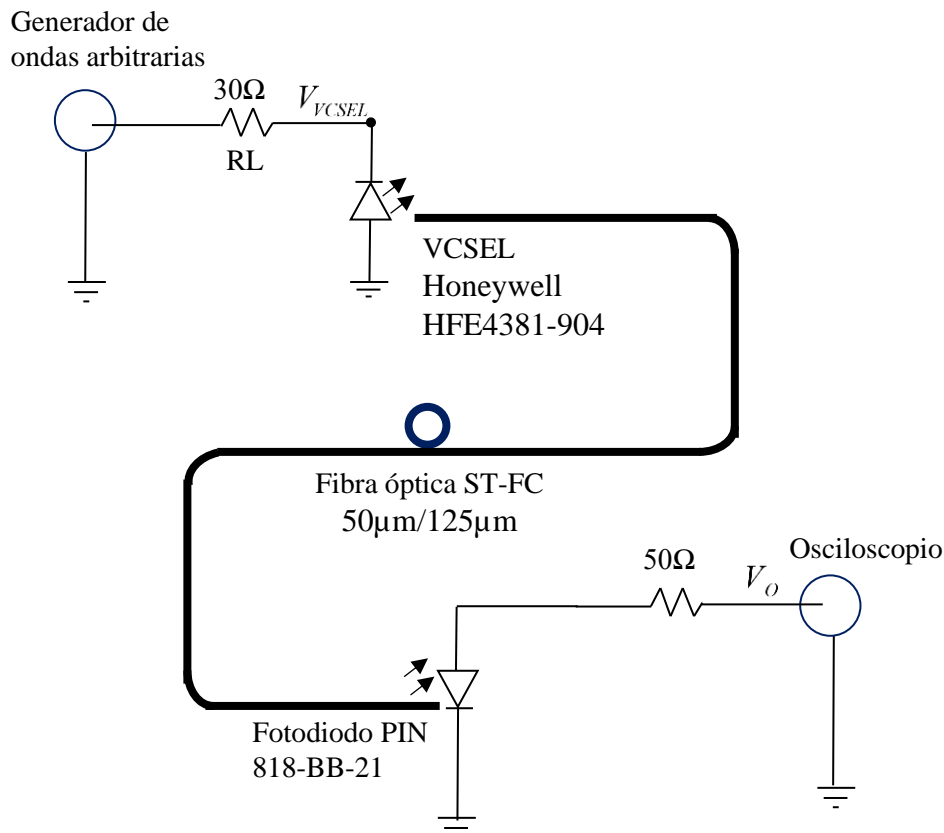 Generador de
ondas arbitrarias
30Ω
V_VCSEL
RL
VCSEL
Honeywell
HFE4381-904
Fibra óptica ST-FC
50µm/125µm
Osciloscopio
50Ω
V_O
Fotodiodo PIN
818-BB-21